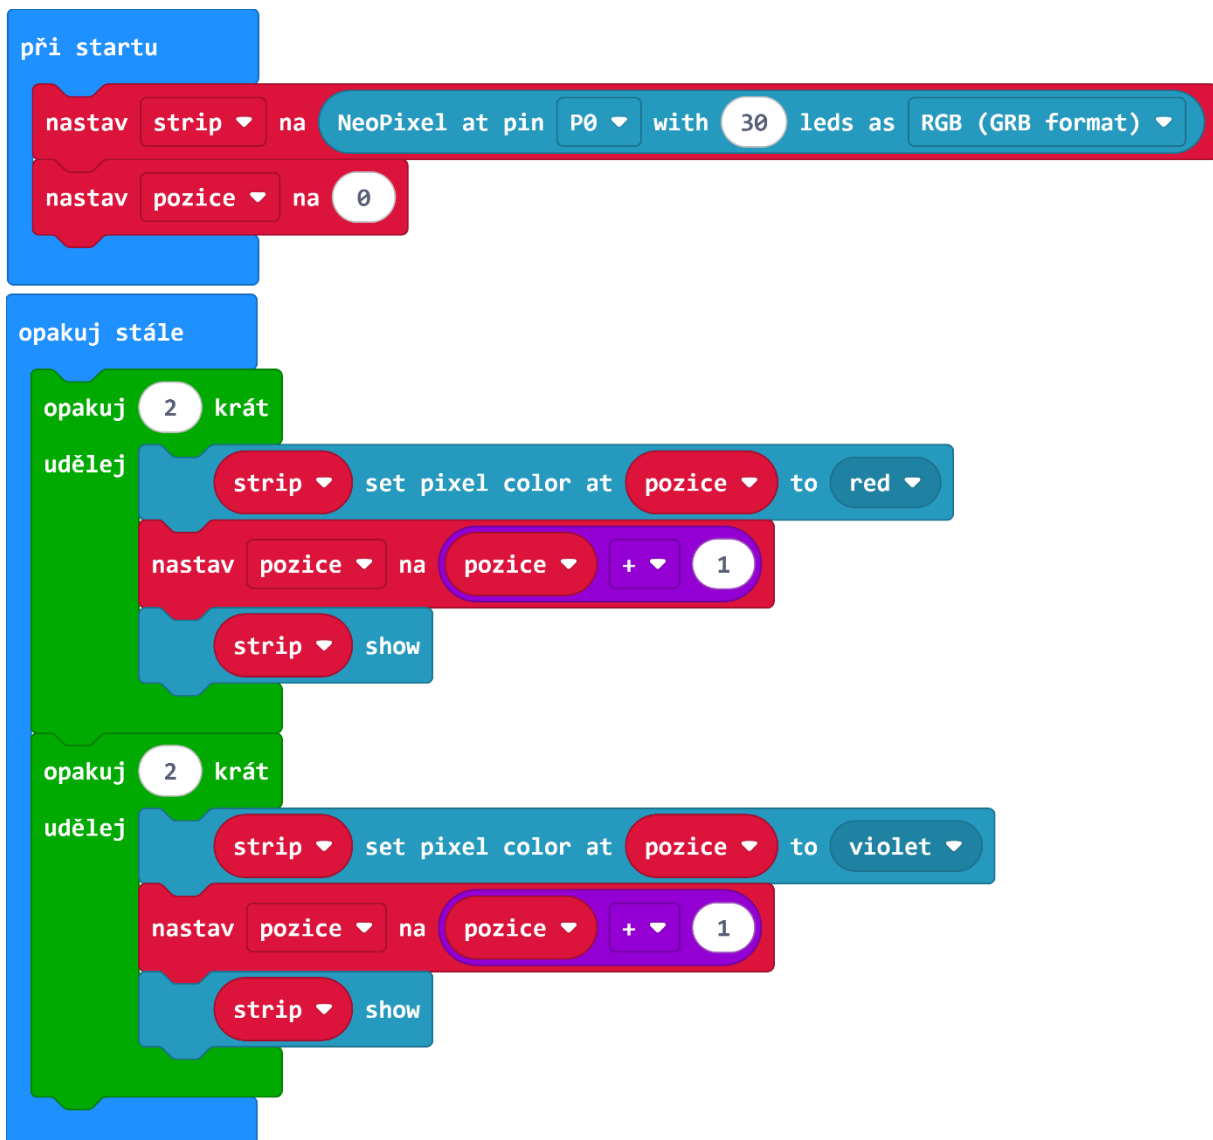 při startu
nastav strip na NeoPixel at pin P0 with 30 leds as RGB (GRB format)
nastav pozice na 0
opakuj stále
opakuj 2 krát
udělej
strip set pixel color at pozice to red
nastav pozice na pozice + 1
strip show
opakuj 2 krát
udělej
strip set pixel color at pozice to violet
nastav pozice na pozice + 1
strip show